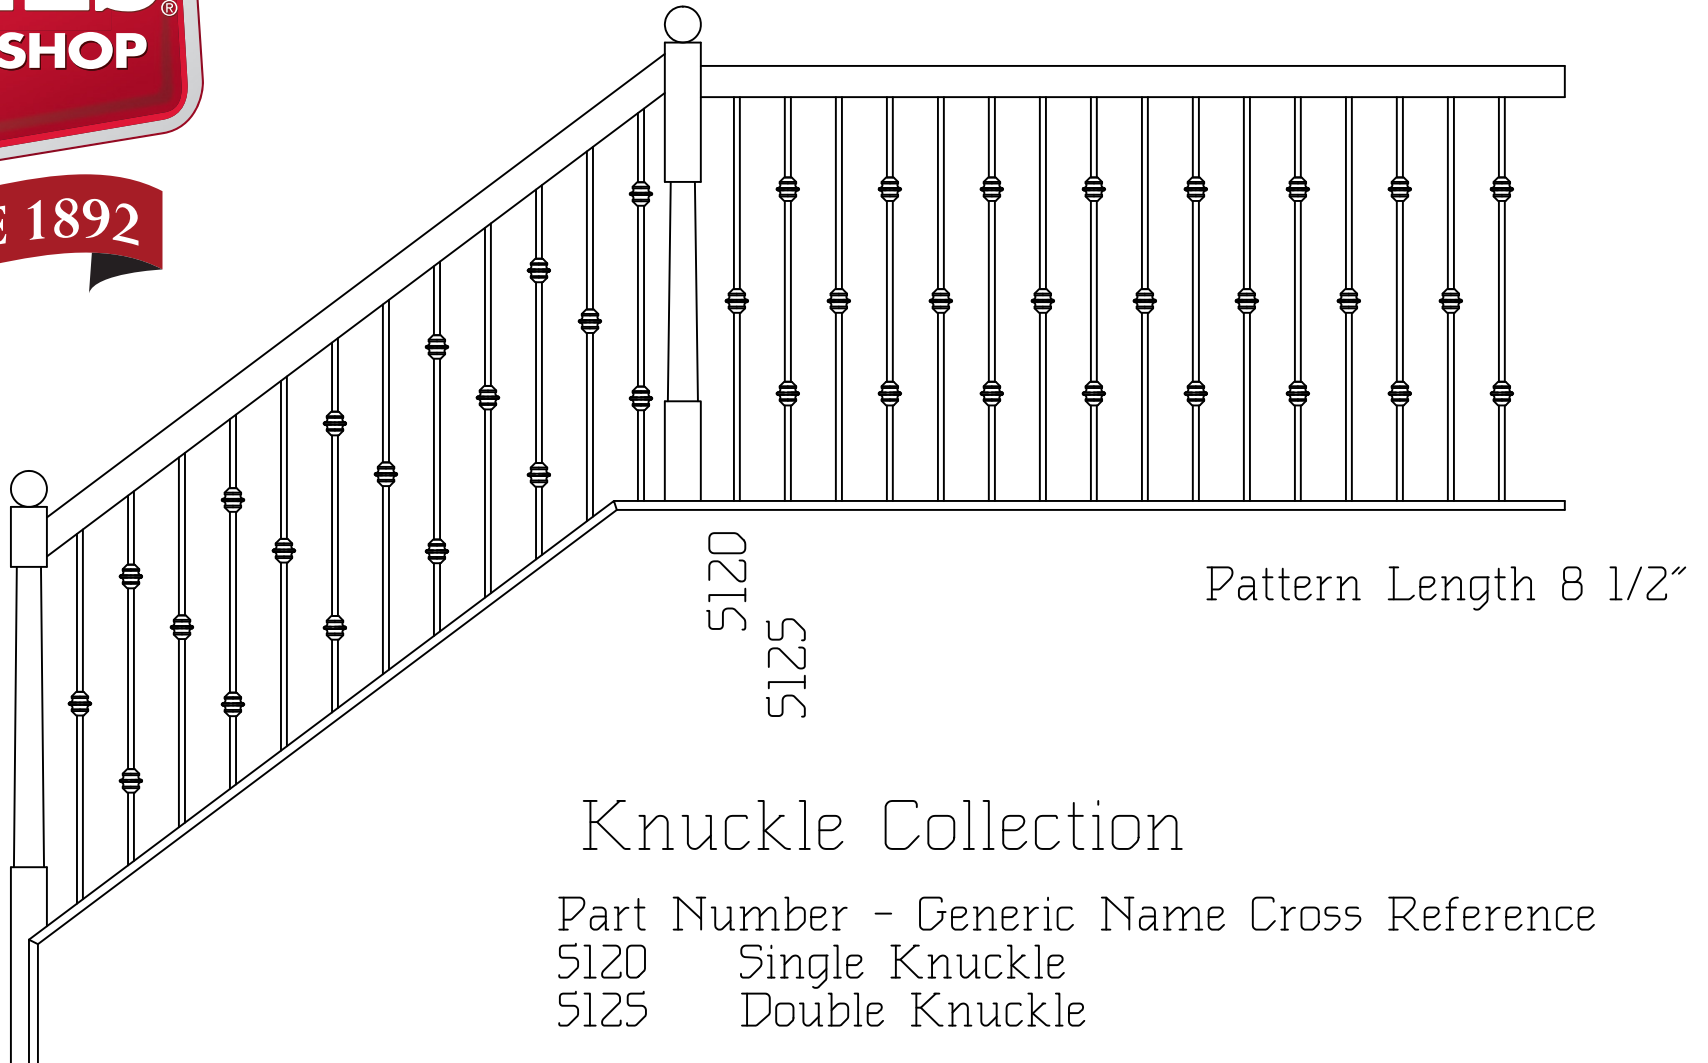 SHOP
1892
5120
5125
Pattern Length 8 1/2"
Knuckle Collection
Part Number - Generic Name Cross Reference
5120 Single Knuckle
5125 Double Knuckle